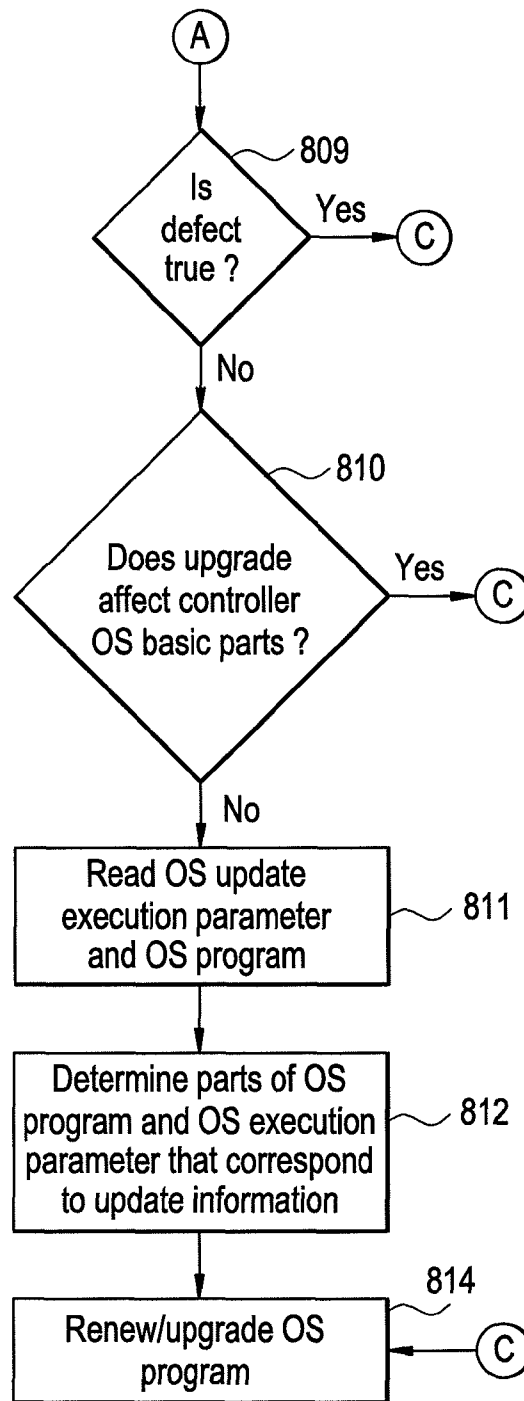 A
809
Is
defect
true ?
Yes
C
No
810
Does upgrade
affect controller
OS basic parts ?
Yes
C
No
Read OS update
execution parameter
and OS program
811
Determine parts of OS
program and OS execution
parameter that correspond
to update information
812
814
Renew/upgrade OS
program
C